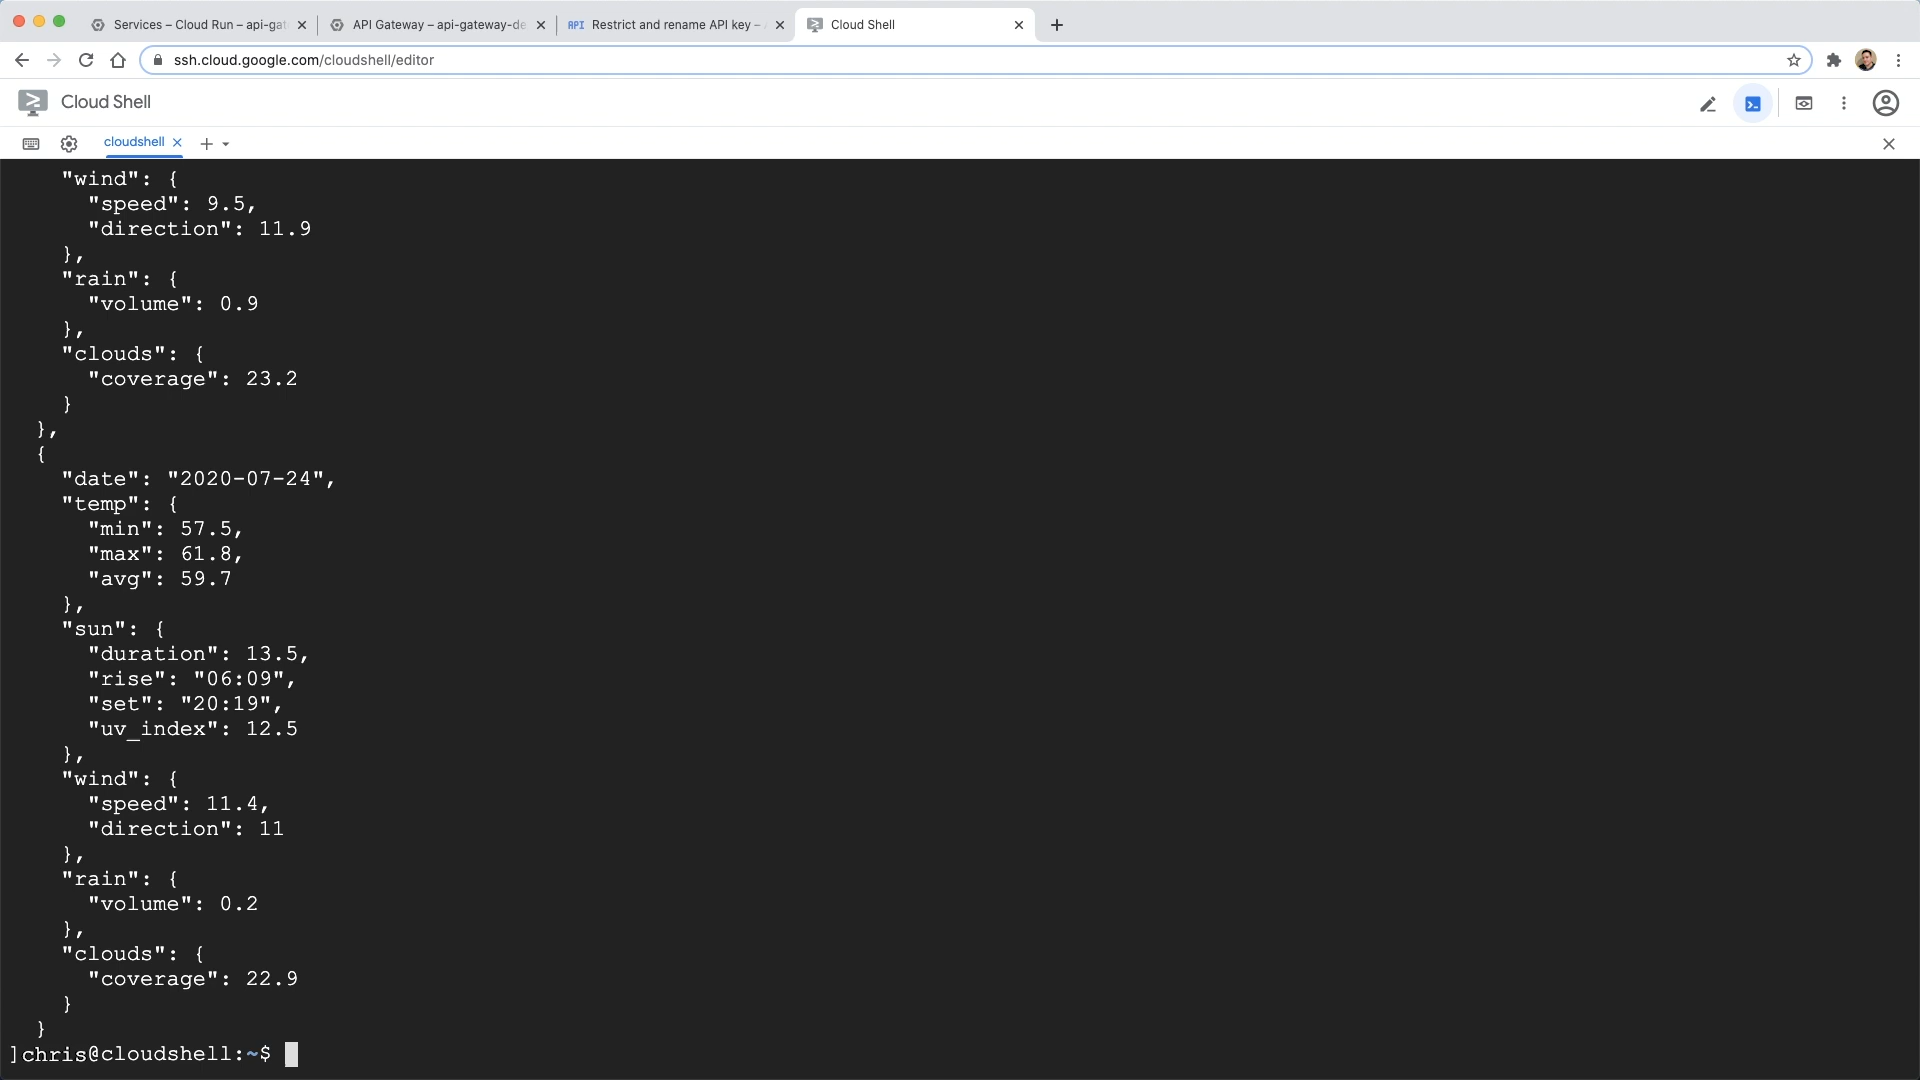 Services – Cloud Run – api-gat
API Gateway – api-gateway-de
API Restrict and rename API key –
Cloud Shell
ssh.cloud.google.com/cloudshell/editor
Cloud Shell
cloudshell
"wind": {
"speed": 9.5,
"direction": 11.9
},
"rain": {
"volume": 0.9
},
"clouds": {
"coverage": 23.2
}
},
{
"date": "2020-07-24",
"temp": {
"min": 57.5,
"max": 61.8,
"avg": 59.7
},
"sun": {
"duration": 13.5,
"rise": "06:09",
"set": "20:19",
"uv_index": 12.5
},
"wind": {
"speed": 11.4,
"direction": 11
},
"rain": {
"volume": 0.2
},
"clouds": {
"coverage": 22.9
}
}
]chris@cloudshell:~$